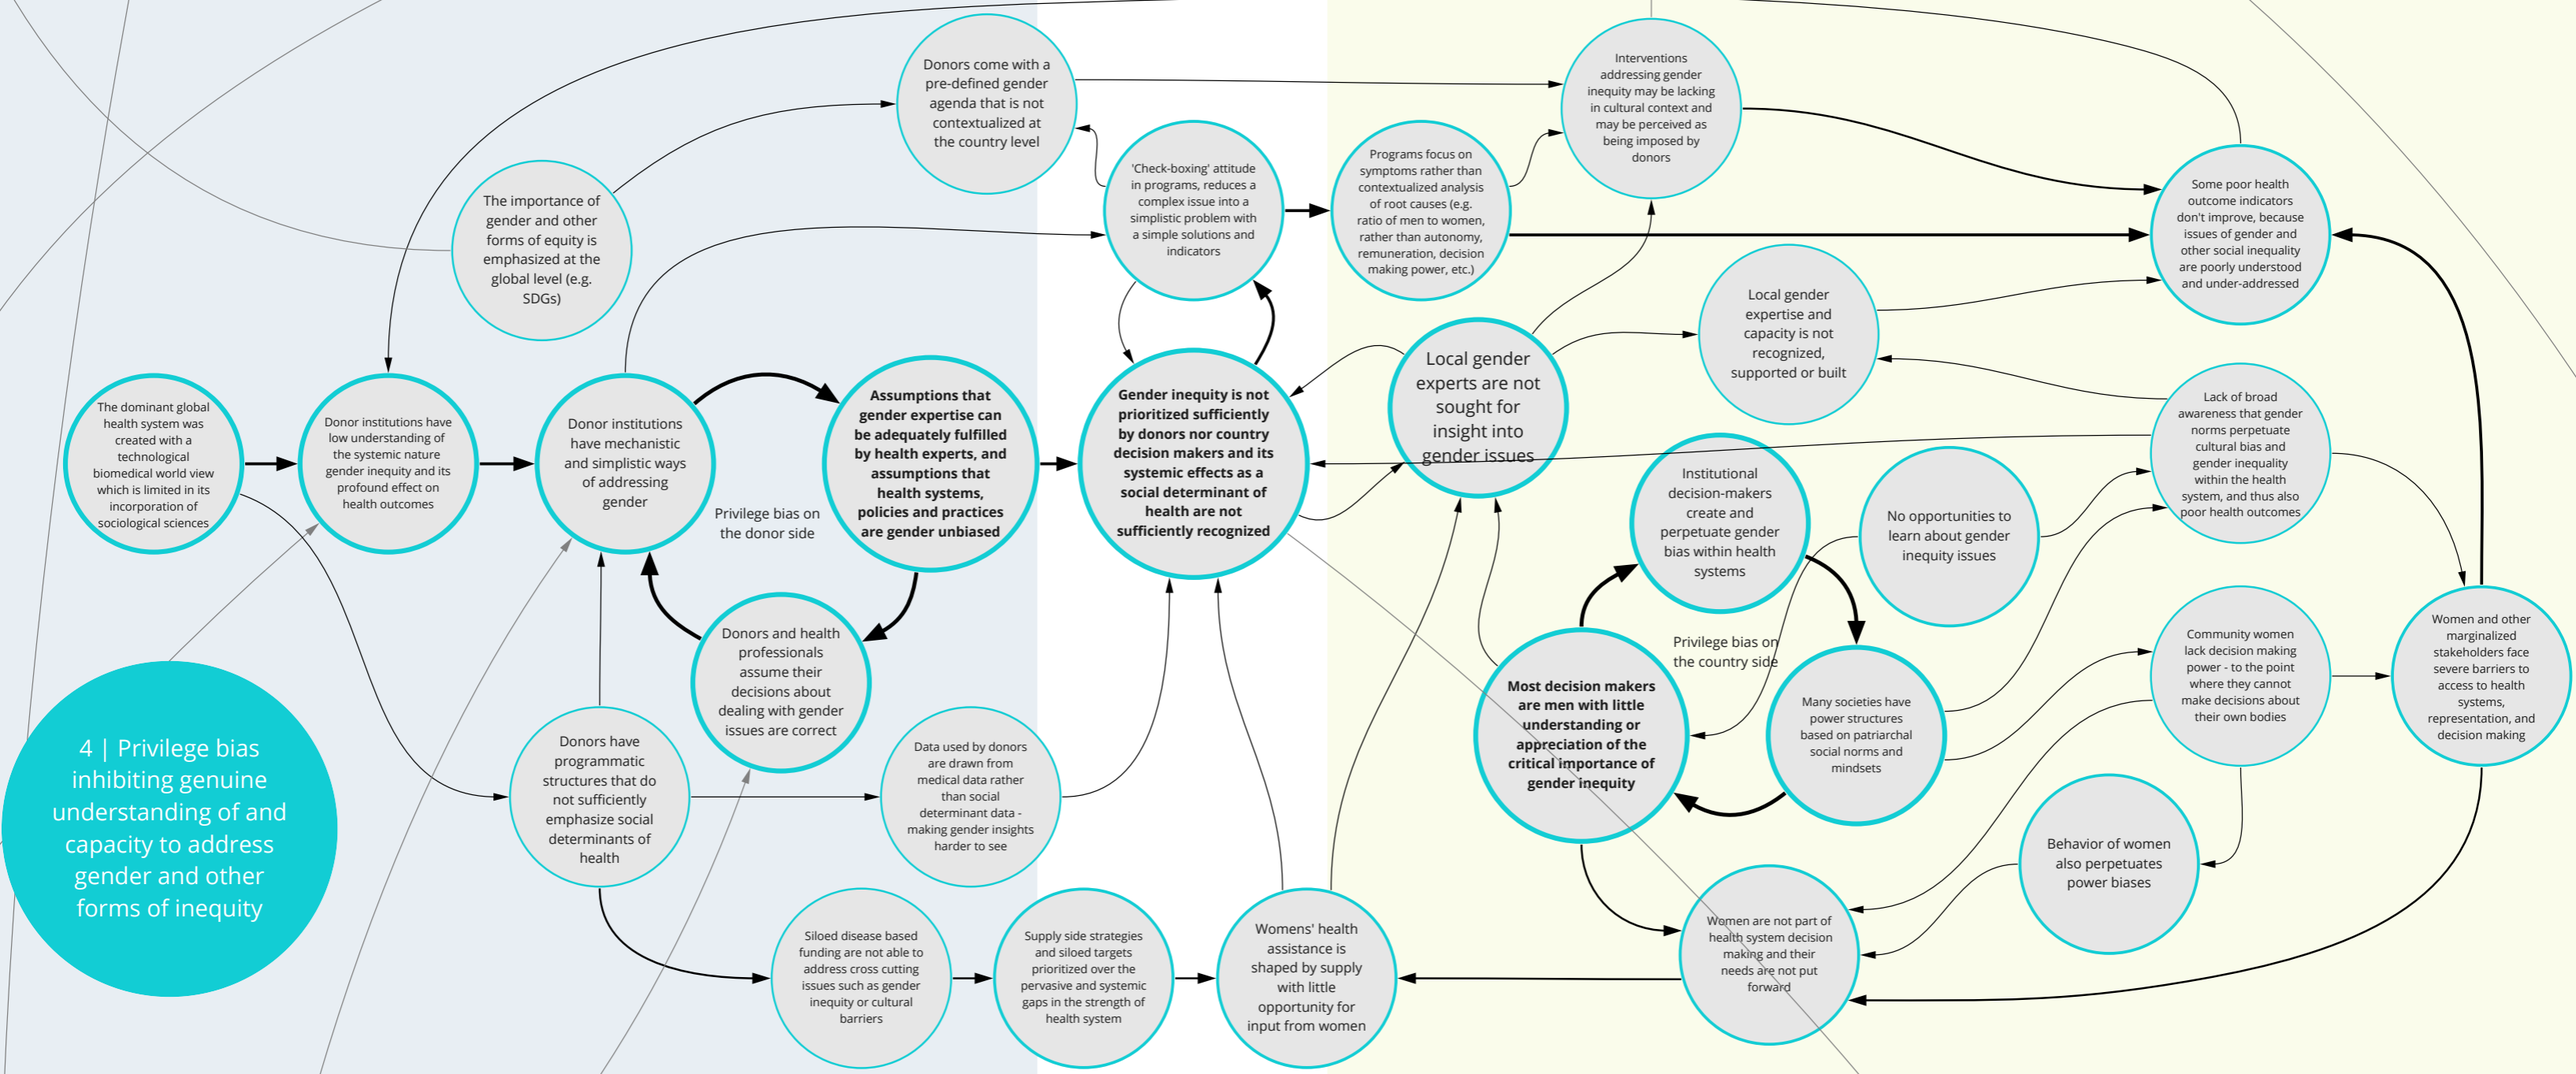 Donors come with a
pre-defined gender
agenda that is not
contextualized at
the country level
Interventions
addressing gender
inequity may be lacking
in cultural context and
may be perceived as
being imposed by
donors
The importance of
gender and other
forms of equity is
emphasized at the
global level (e.g.
SDGs)
'Check-boxing' attitude
in programs, reduces a
complex issue into a
simplistic problem with
a simple solutions and
indicators
Programs focus on
symptoms rather than
contextualized analysis
of root causes (e.g.
ratio of men to women,
rather than autonomy,
remuneration, decision
making power, etc.)
Some poor health
outcome indicators
don't improve, because
issues of gender and
other social inequality
are poorly understood
and under-addressed
Local gender
expertise and
capacity is not
recognized,
supported or built
The dominant global
health system was
created with a
technological
biomedical world view
which is limited in its
incorporation of
sociological sciences
Donor institutions have
low understanding of
the systemic nature
gender inequity and its
profound effect on
health outcomes
Donor institutions
have mechanistic
and simplistic ways
of addressing
gender
Privilege bias on
the donor side
Assumptions that
gender expertise can
be adequately fulfilled
by health experts, and
assumptions that
health systems,
policies and practices
are gender unbiased
Gender inequity is not
prioritized sufficiently
by donors nor country
decision makers and its
systemic effects as a
social determinant of
health are not
sufficiently recognized
Local gender
experts are not
sought for
insight into
gender issues
Institutional
decision-makers
create and
perpetuate gender
bias within health
systems
No opportunities to
learn about gender
inequity issues
Lack of broad
awareness that gender
norms perpetuate
cultural bias and
gender inequality
within the health
system, and thus also
poor health outcomes
Donors and health
professionals
assume their
decisions about
dealing with gender
issues are correct
Privilege bias on
the country side
Most decision makers
are men with little
understanding or
appreciation of the
critical importance of
gender inequity
Many societies have
power structures
based on patriarchal
social norms and
mindsets
Community women
lack decision making
power - to the point
where they cannot
make decisions about
their own bodies
Women and other
marginalized
stakeholders face
severe barriers to
access to health
systems,
representation, and
decision making
4 | Privilege bias
inhibiting genuine
understanding of and
capacity to address
gender and other
forms of inequity
Donors have
programmatic
structures that do
not sufficiently
emphasize social
determinants of
health
Data used by donors
are drawn from
medical data rather
than social
determinant data -
making gender insights
harder to see
Behavior of women
also perpetuates
power biases
Siloed disease based
funding are not able to
address cross cutting
issues such as gender
inequity or cultural
barriers
Supply side strategies
and siloed targets
prioritized over the
pervasive and systemic
gaps in the strength of
health system
Womens' health
assistance is
shaped by supply
with little
opportunity for
input from women
Women are not part of
health system decision
making and their
needs are not put
forward